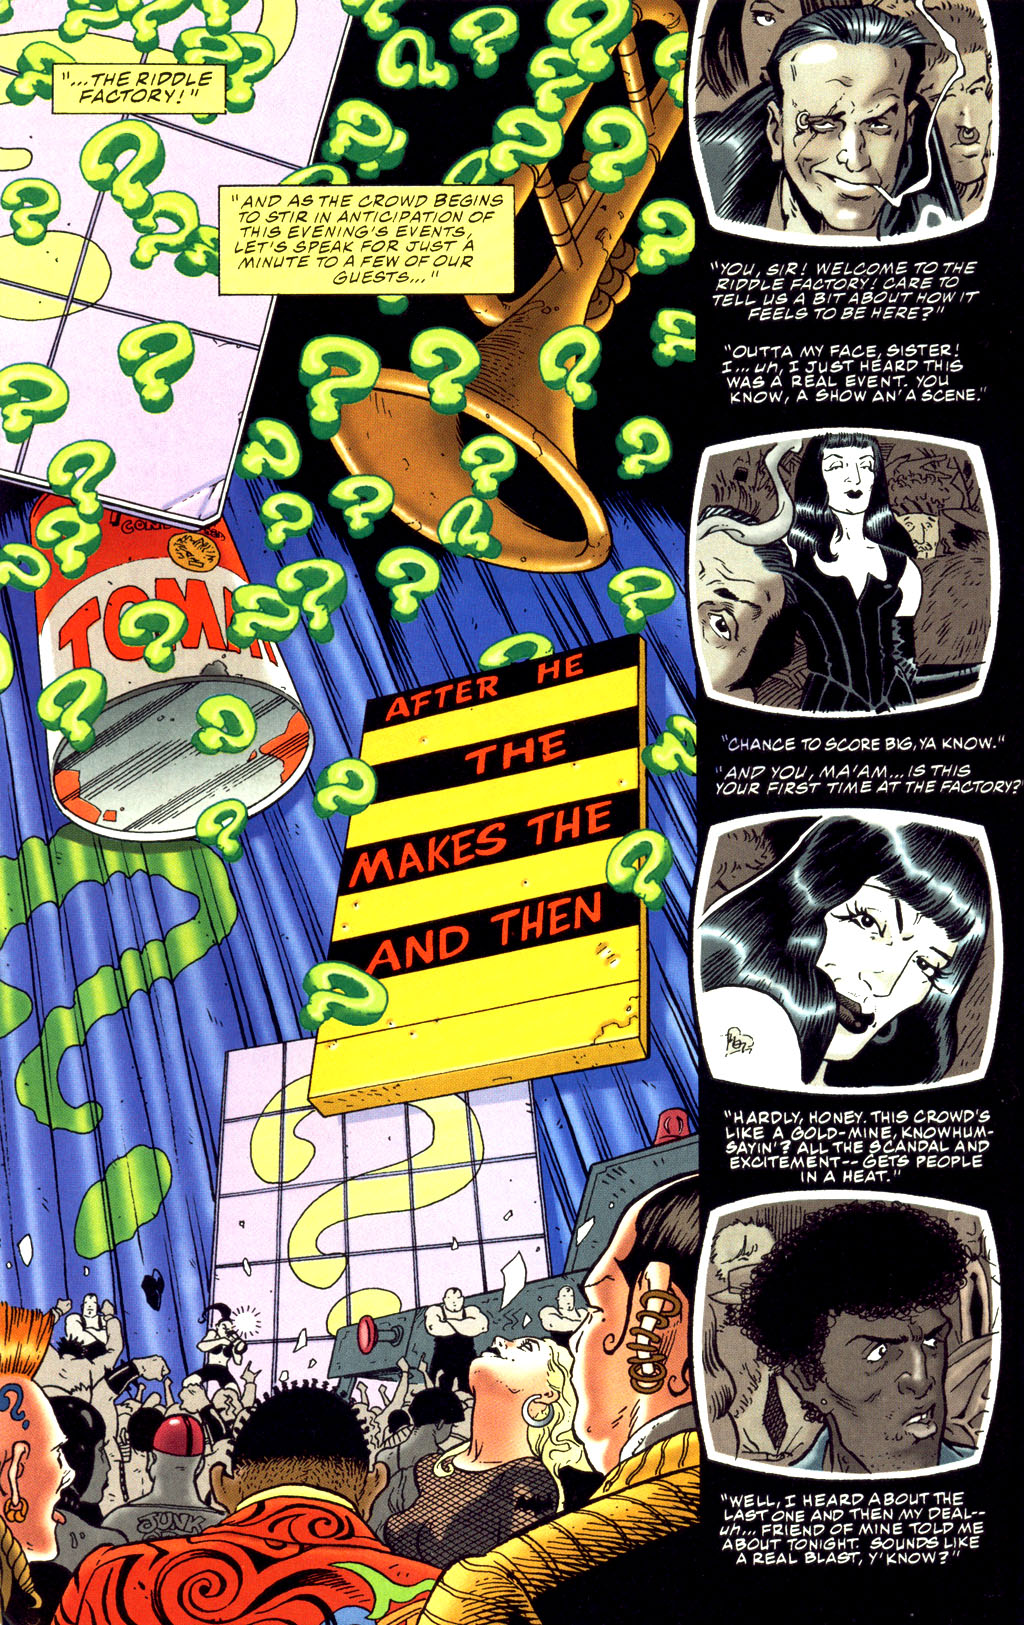 "...THE RIDDLE
FACTORY!"
"AND AS THE CROWD BEGINS
TO STIR IN ANTICIPATION OF
THIS EVENING'S EVENTS,
LET'S SPEAK FOR JUST A
MINUTE TO A FEW OF OUR
GUESTS..."
TOMA
AFTER HE
THE
MAKES THE
AND THEN
JUNK
"YOU, SIR! WELCOME TO THE
RIDDLE FACTORY! CARE TO
TELL US A BIT ABOUT HOW IT
FEELS TO BE HERE?"
"OUTTA MY FACE, SISTER!
I... uh, I JUST HEARD THIS
WAS A REAL EVENT. YOU
KNOW, A SHOW AN' A SCENE."
"CHANCE TO SCORE BIG, YA KNOW."
"AND YOU, MA'AM... IS THIS
YOUR FIRST TIME AT THE FACTORY?"
"HARDLY, HONEY. THIS CROWD'S
LIKE A GOLD-MINE, KNOWHUM-
SAYIN'? ALL THE SCANDAL AND
EXCITEMENT-- GETS PEOPLE
IN A HEAT."
"WELL, I HEARD ABOUT THE
LAST ONE AND THEN MY DEAL--
uh... FRIEND OF MINE TOLD ME
ABOUT TONIGHT. SOUNDS LIKE
A REAL BLAST, Y'KNOW?"